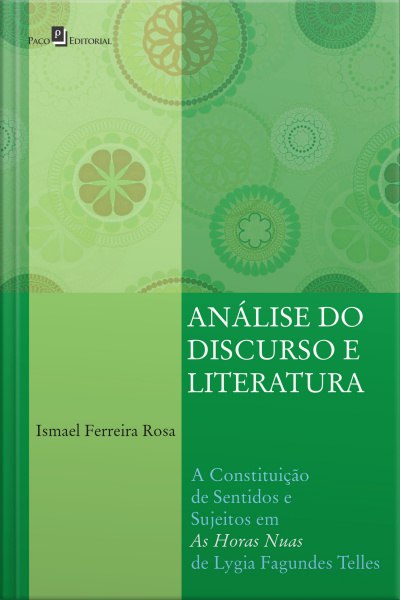 PACO EDITORIAL
ANÁLISE DO
DISCURSO E
LITERATURA
Ismael Ferreira Rosa
A Constituição
de Sentidos e
Sujeitos em
As Horas Nuas
de Lygia Fagundes Telles